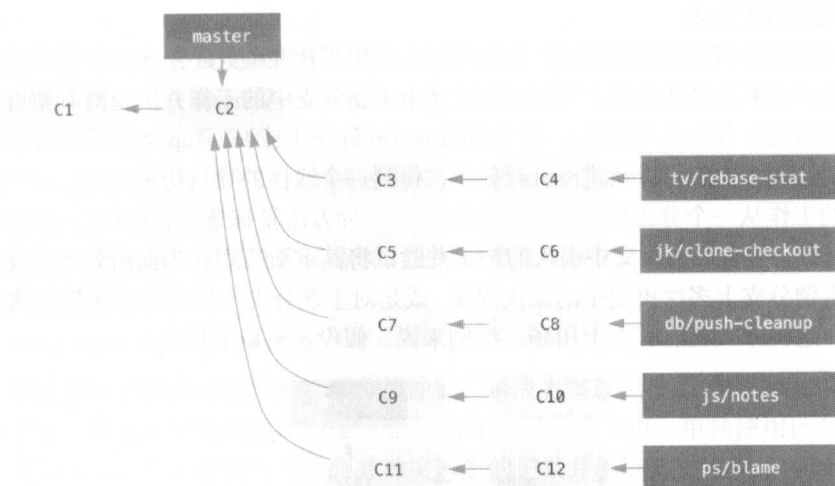 master
C1 C2
C3 C4 tv/rebase-stat
C5 C6 jk/clone-checkout
C7 C8 db/push-cleanup
C9 C10 js/notes
C11 C12 ps/blame